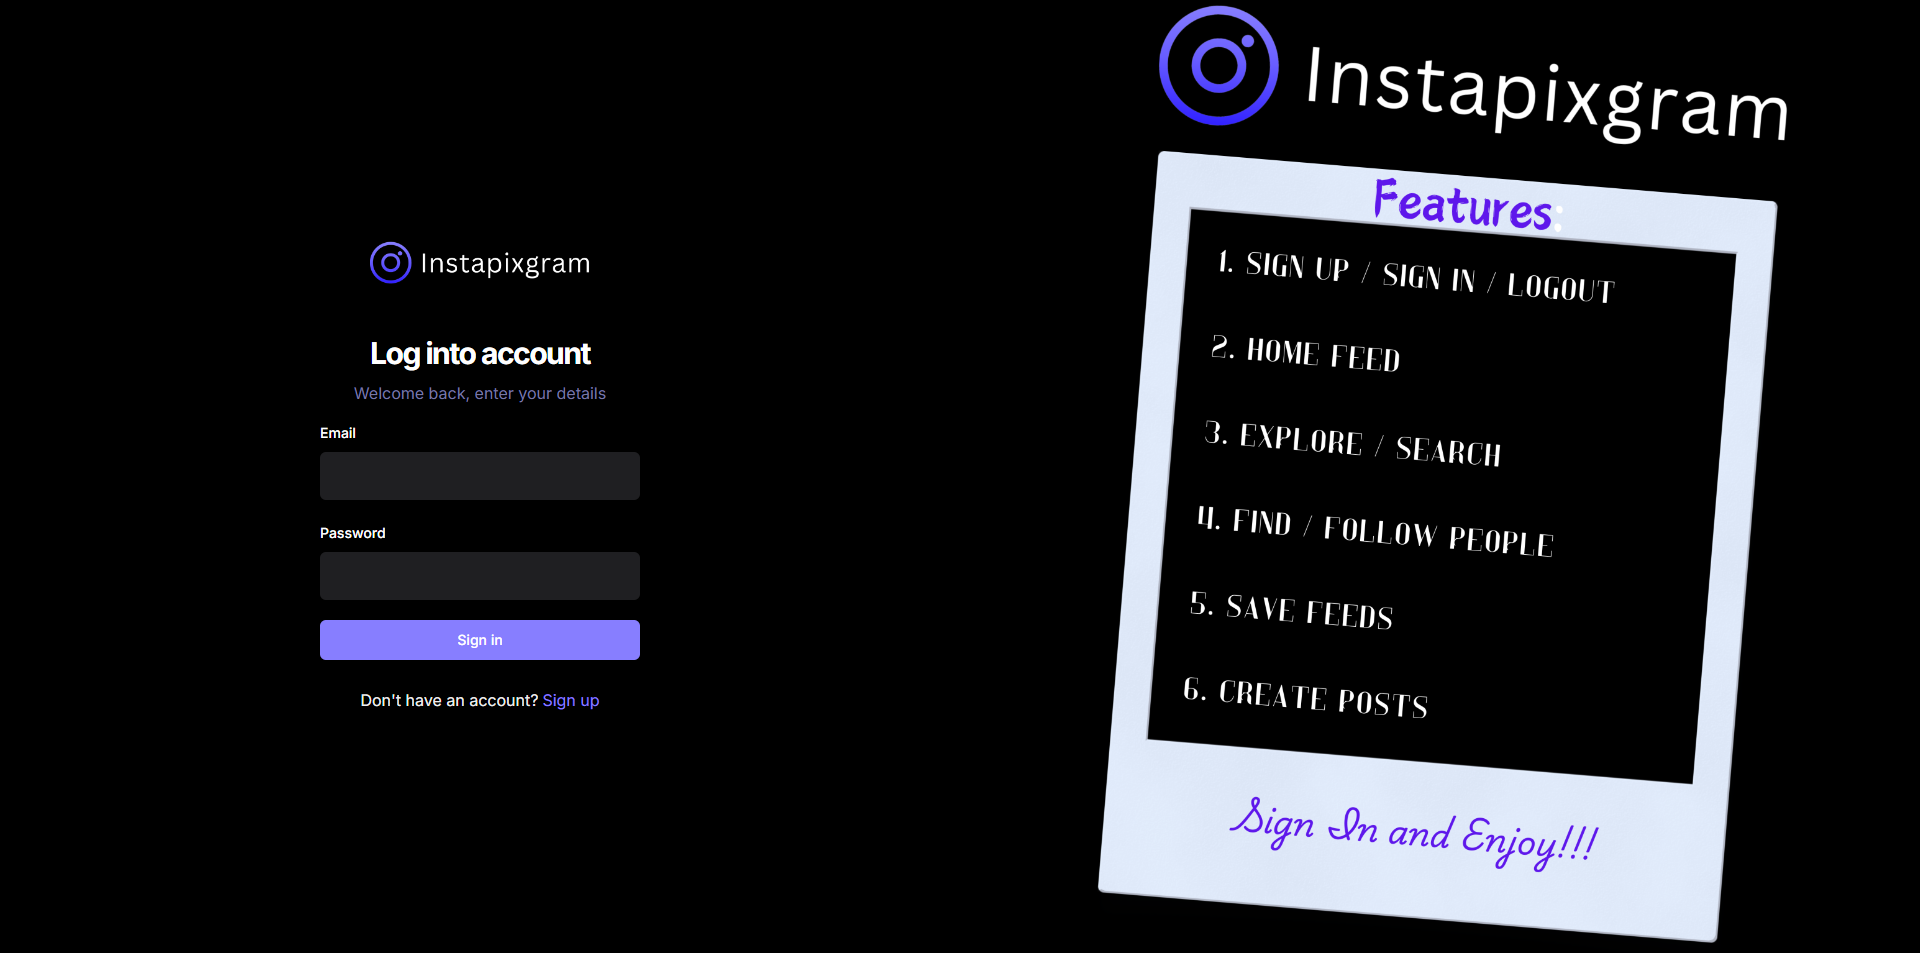 Instapixgram
Log into account
Welcome back, enter your details
Email
Password
Sign in
Don't have an account? Sign up
Instapixgram
Features:
1. SIGN UP / SIGN IN / LOGOUT
2. HOME FEED
3. EXPLORE / SEARCH
4. FIND / FOLLOW PEOPLE
5. SAVE FEEDS
6. CREATE POSTS
Sign In and Enjoy!!!